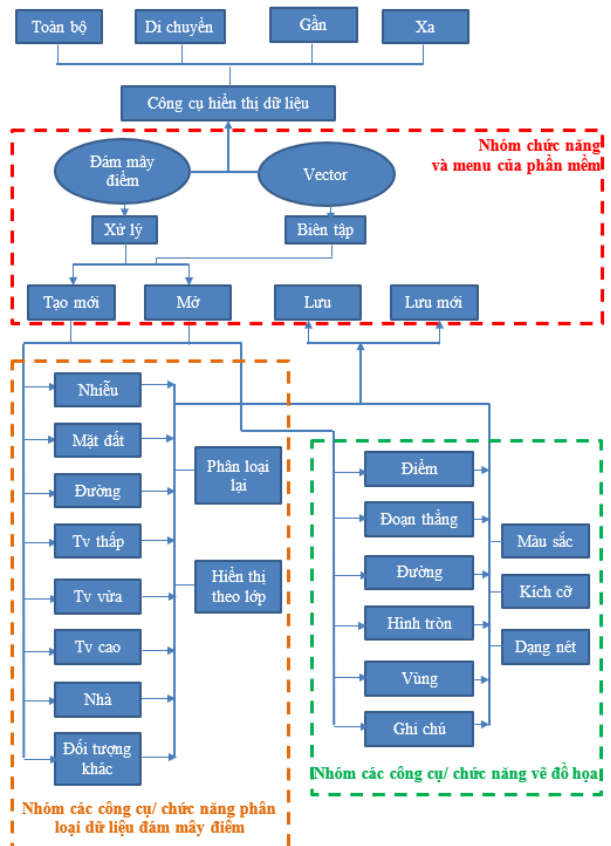 Toàn bộ
Di chuyển
Gần
Xa
Công cụ hiển thị dữ liệu
Nhóm chức năng
và menu của phần mềm
Đám mây
điểm
Vector
Xử lý
Biên tập
Tạo mới
Mở
Lưu
Lưu mới
Nhiễu
Mặt đất
Đường
Tv thấp
Tv vừa
Tv cao
Nhà
Đối tượng
khác
Phân loại
lại
Hiển thị
theo lớp
Nhóm các công cụ/ chức năng phân
loại dữ liệu đám mây điểm
Điểm
Đoạn thẳng
Đường
Hình tròn
Vùng
Ghi chú
Màu sắc
Kích cỡ
Dạng nét
Nhóm các công cụ/ chức năng vẽ đồ họa